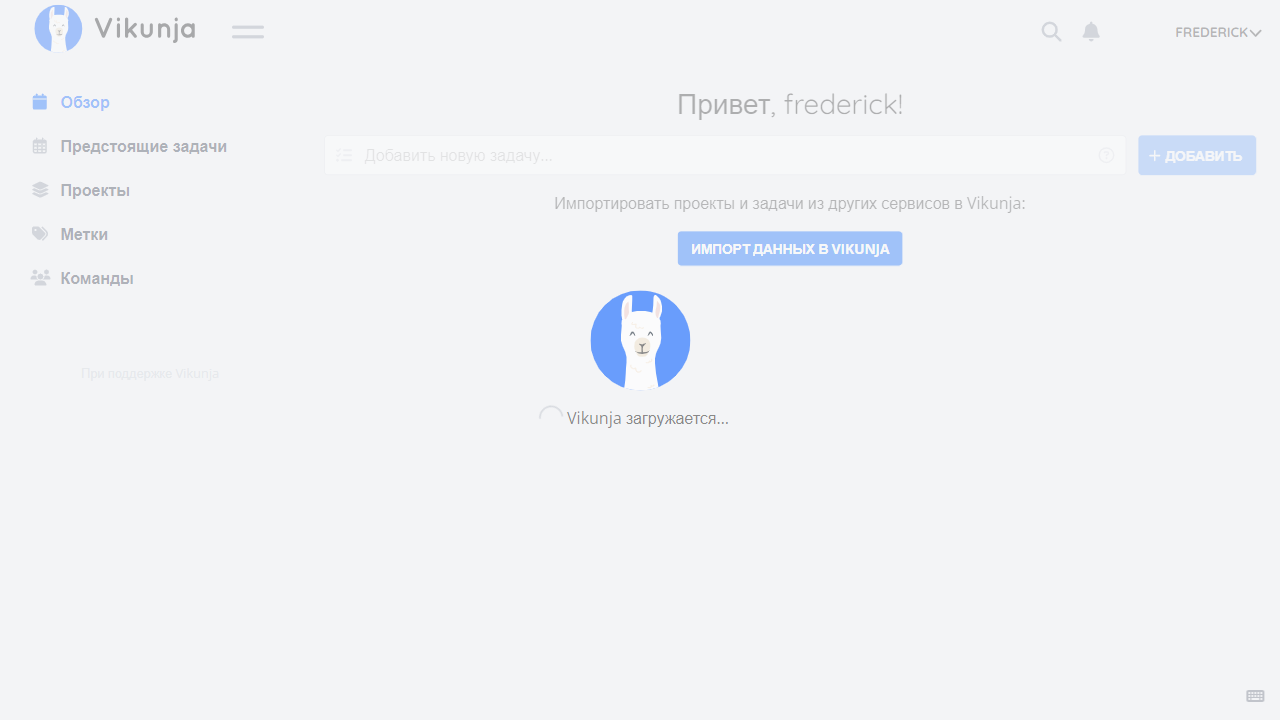 Vikunja
FREDERICK
Обзор
Предстоящие задачи
Проекты
Метки
Команды
При поддержке Vikunja
Привет, frederick!
Добавить новую задачу...
ДОБАВИТЬ
Импортировать проекты и задачи из других сервисов в Vikunja:
ИМПОРТ ДАННЫХ В VIKUNJA
Vikunja загружается...